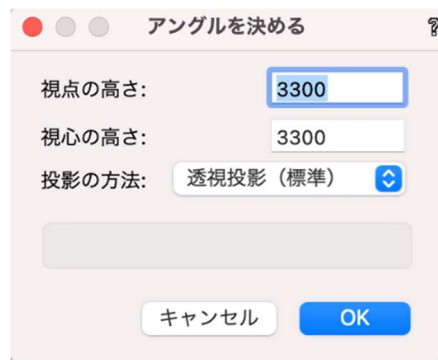 アングルを決める ?
視点の高さ: 3300
視心の高さ: 3300
投影の方法: 透視投影（標準）
キャンセル OK